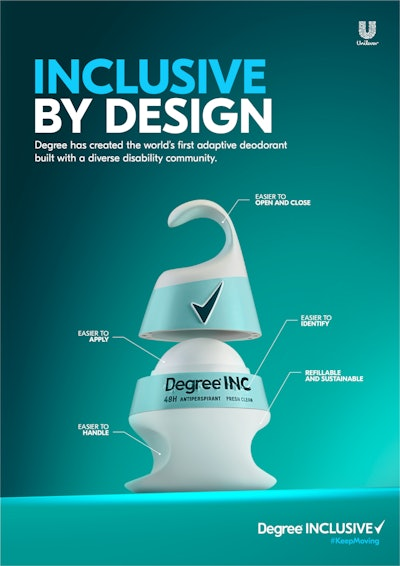 Unilever
INCLUSIVE
BY DESIGN
Degree has created the world's first adaptive deodorant
built with a diverse disability community.
EASIER TO
OPEN AND CLOSE
EASIER TO
IDENTIFY
EASIER TO
APPLY
Degree INC
48H ANTIPERSPIRANT FRESH CLEAN
REFILLABLE
AND SUSTAINABLE
EASIER TO
HANDLE
Degree INCLUSIVE
#KeepMoving